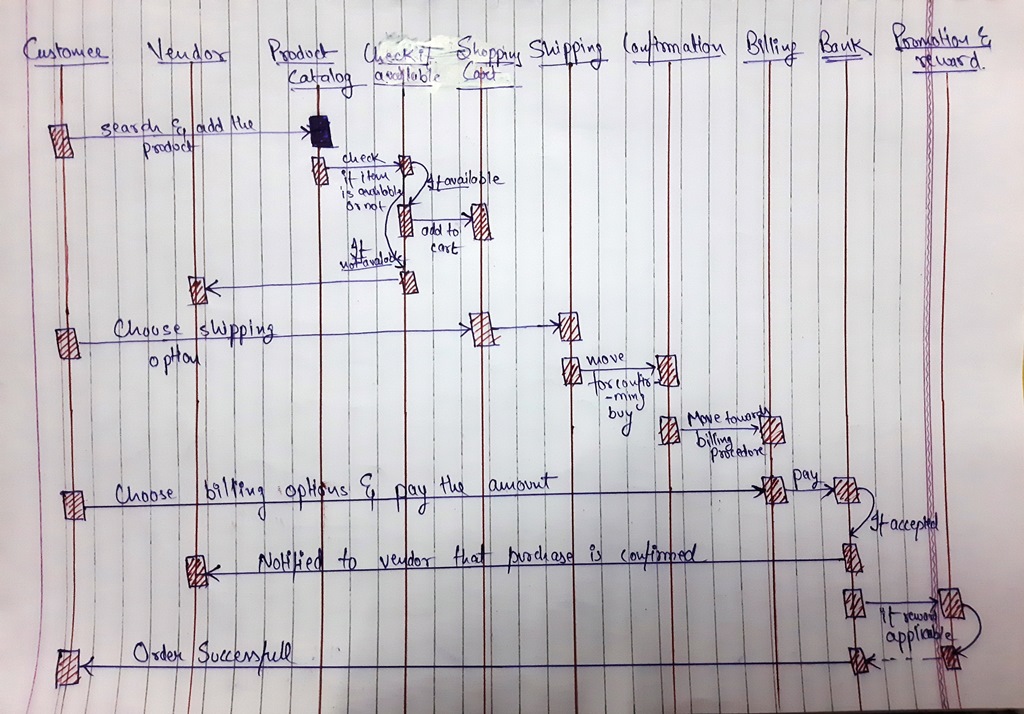 Customer Vendor Product Check if Shopping Shipping Confirmation Billing Bank Promotion &
Catalog available Cart reward.
search & add the
product
check
if item
is available
or not
If available
add to
cart
If
not available
Choose shipping
option
move
for confir-
-ming
buy
Move towards
billing
procedure
Choose billing options & pay the amount
pay
If accepted
Notified to vendor that purchase is confirmed
If reward
applicable
Order Successfull